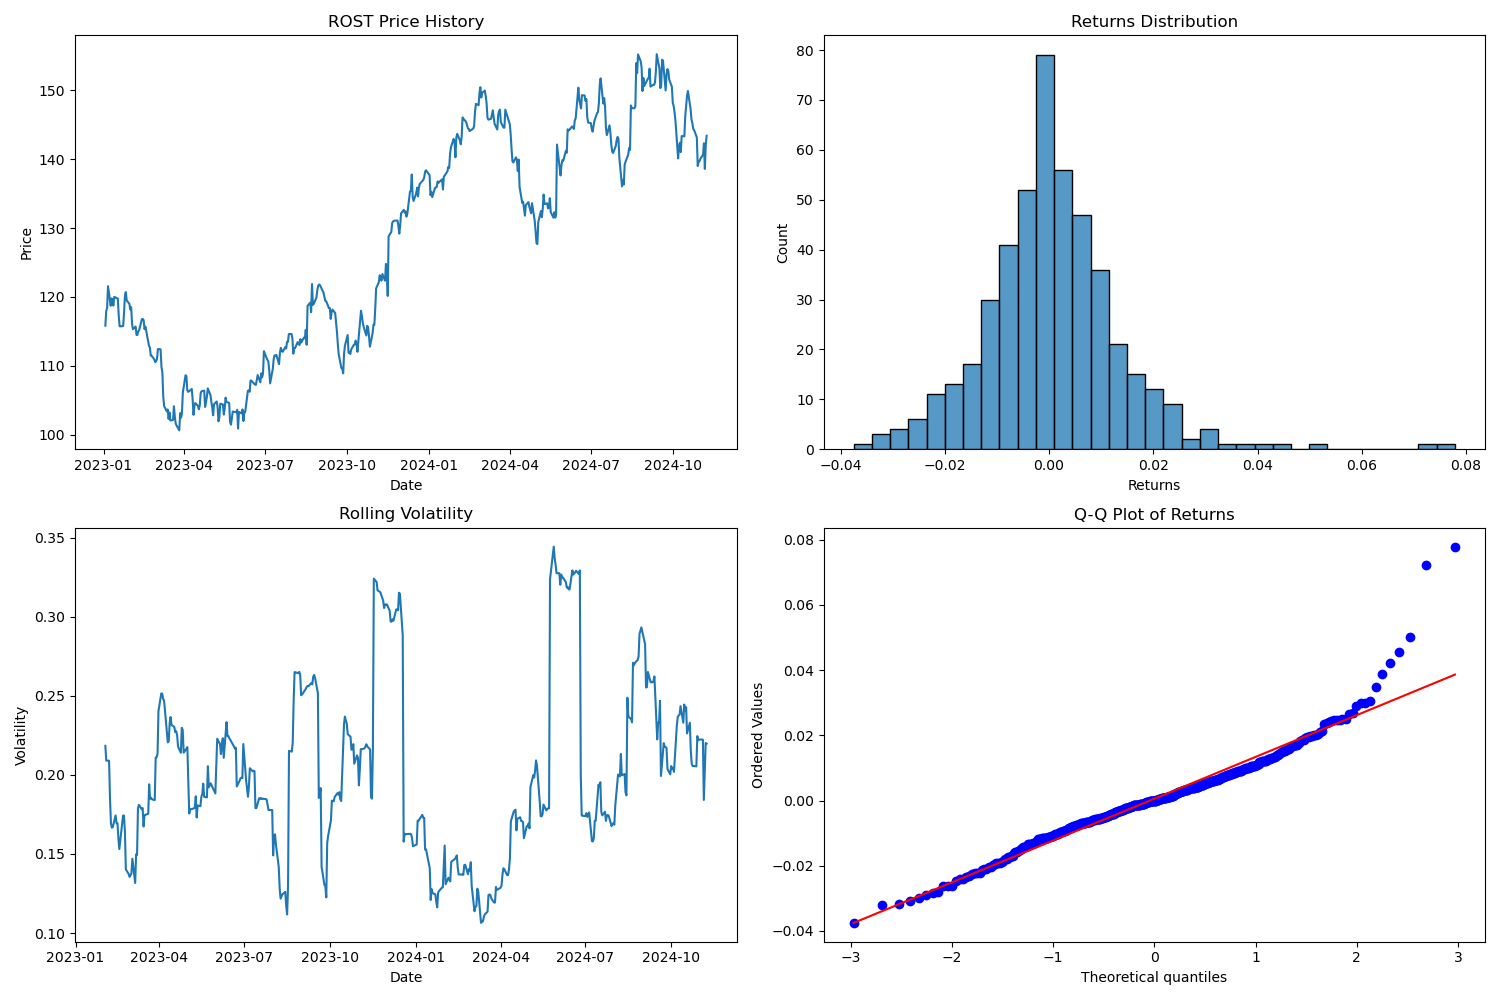 ROST Price History
Price
150
140
130
120
110
100
2023-01 2023-04 2023-07 2023-10 2024-01 2024-04 2024-07 2024-10
Date
Returns Distribution
Count
80
70
60
50
40
30
20
10
0
−0.04 −0.02 0.00 0.02 0.04 0.06 0.08
Returns
Rolling Volatility
Volatility
0.35
0.30
0.25
0.20
0.15
0.10
2023-01 2023-04 2023-07 2023-10 2024-01 2024-04 2024-07 2024-10
Date
Q-Q Plot of Returns
Ordered Values
0.08
0.06
0.04
0.02
0.00
−0.02
−0.04
−3 −2 −1 0 1 2 3
Theoretical quantiles